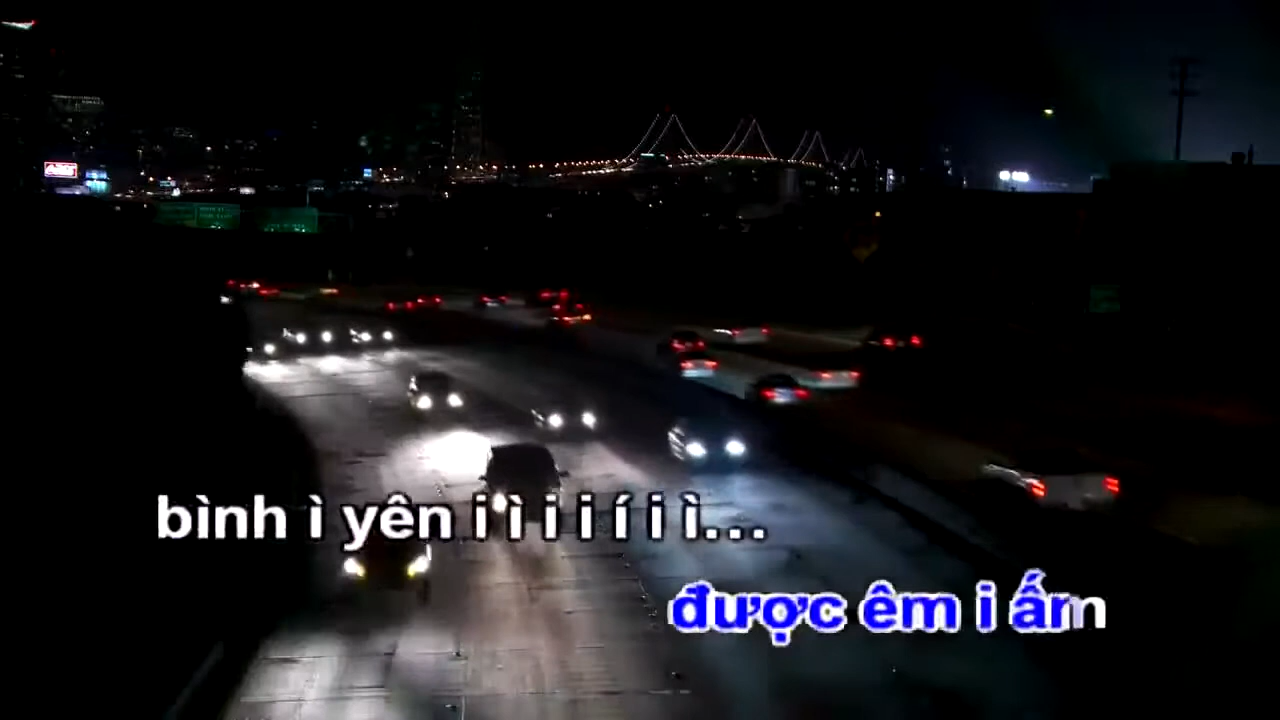 bình ì yên i ì i i í i ì...
được êm i ấm